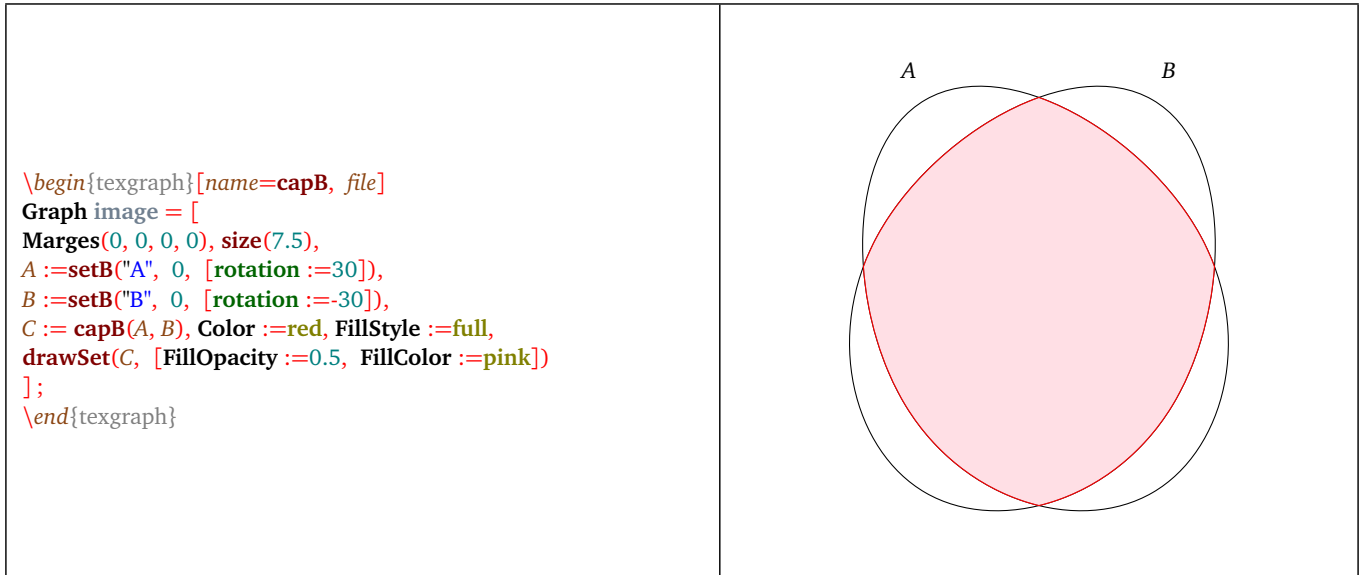 \begin{texgraph}[name=capB, file]
Graph image = [
Marges(0, 0, 0, 0), size(7.5),
A :=setB("A", 0, [rotation :=30]),
B :=setB("B", 0, [rotation :=-30]),
C := capB(A, B), Color :=red, FillStyle :=full,
drawSet(C, [FillOpacity :=0.5, FillColor :=pink])
] ;
\end{texgraph}
A
B